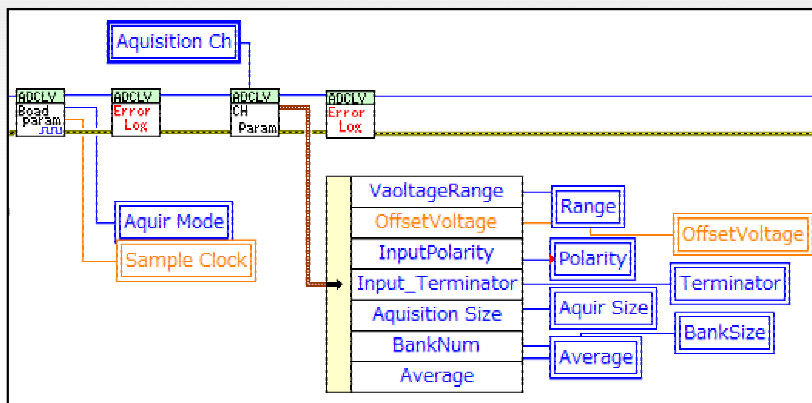 Aquisition Ch
ADCLV
Boad
param
ADCLV
Error
Log
ADCLV
CH
Param
ADCLV
Error
Log
Aquir Mode
Sample Clock
VaoltageRange
OffsetVoltage
InputPolarity
Input_Terminator
Aquisition Size
BankNum
Average
Range
OffsetVoltage
Polarity
Terminator
Aquir Size
BankSize
Average